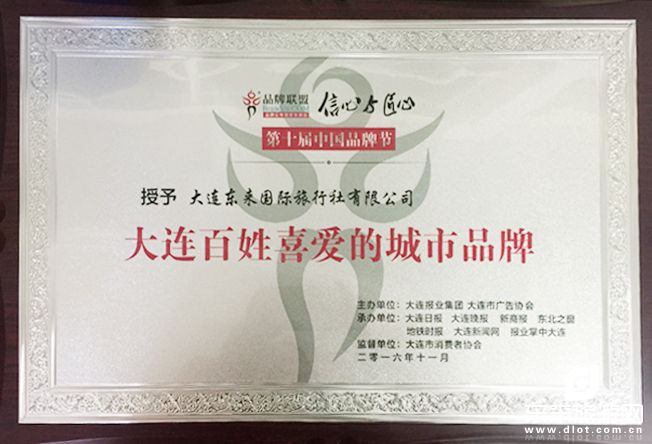 品牌联盟
信心与匠心
第十届中国品牌节
授予 大连东来国际旅行社有限公司
大连百姓喜爱的城市品牌
主办单位：大连报业集团 大连市广告协会
承办单位：大连日报 大连晚报 新商报 东北之窗
地铁时报 大连新闻网 报业掌中大连
监督单位：大连市消费者协会
二零一六年十一月
www.dlot.com.cn